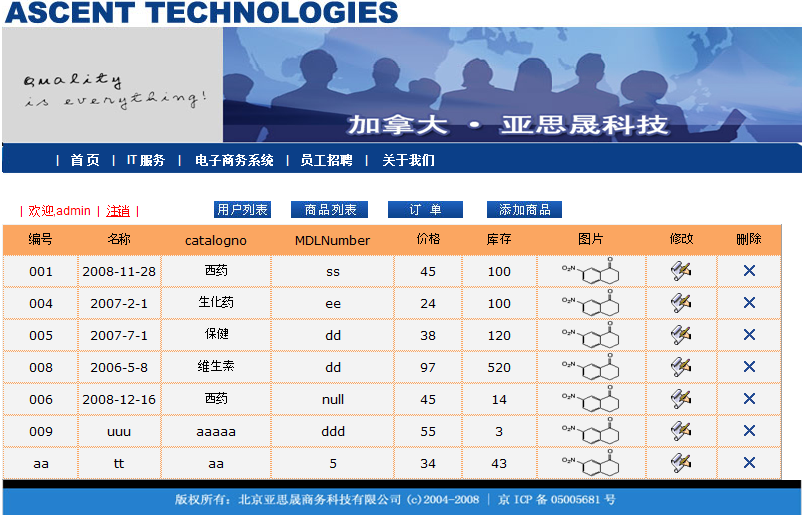 ASCENT TECHNOLOGIES
quality
is everything!
加拿大 · 亚思晟科技
| 首 页 | IT 服务 | 电子商务系统 | 员工招聘 | 关于我们
| 欢迎,admin | 注销 | 用户列表 商品列表 订 单 添加商品
编号 名称 catalogno MDLNumber 价格 库存 图片 修改 删除
001 2008-11-28 西药 ss 45 100 O₂N O
004 2007-2-1 生化药 ee 24 100 O₂N O
005 2007-7-1 保健 dd 38 120 O₂N O
008 2006-5-8 维生素 dd 97 520 O₂N O
006 2008-12-16 西药 null 45 14 O₂N O
009 uuu aaaaa ddd 55 3 O₂N O
aa tt aa 5 34 43 O₂N O
版权所有：北京亚思晟商务科技有限公司 (c)2004-2008 | 京 ICP 备 05005681 号